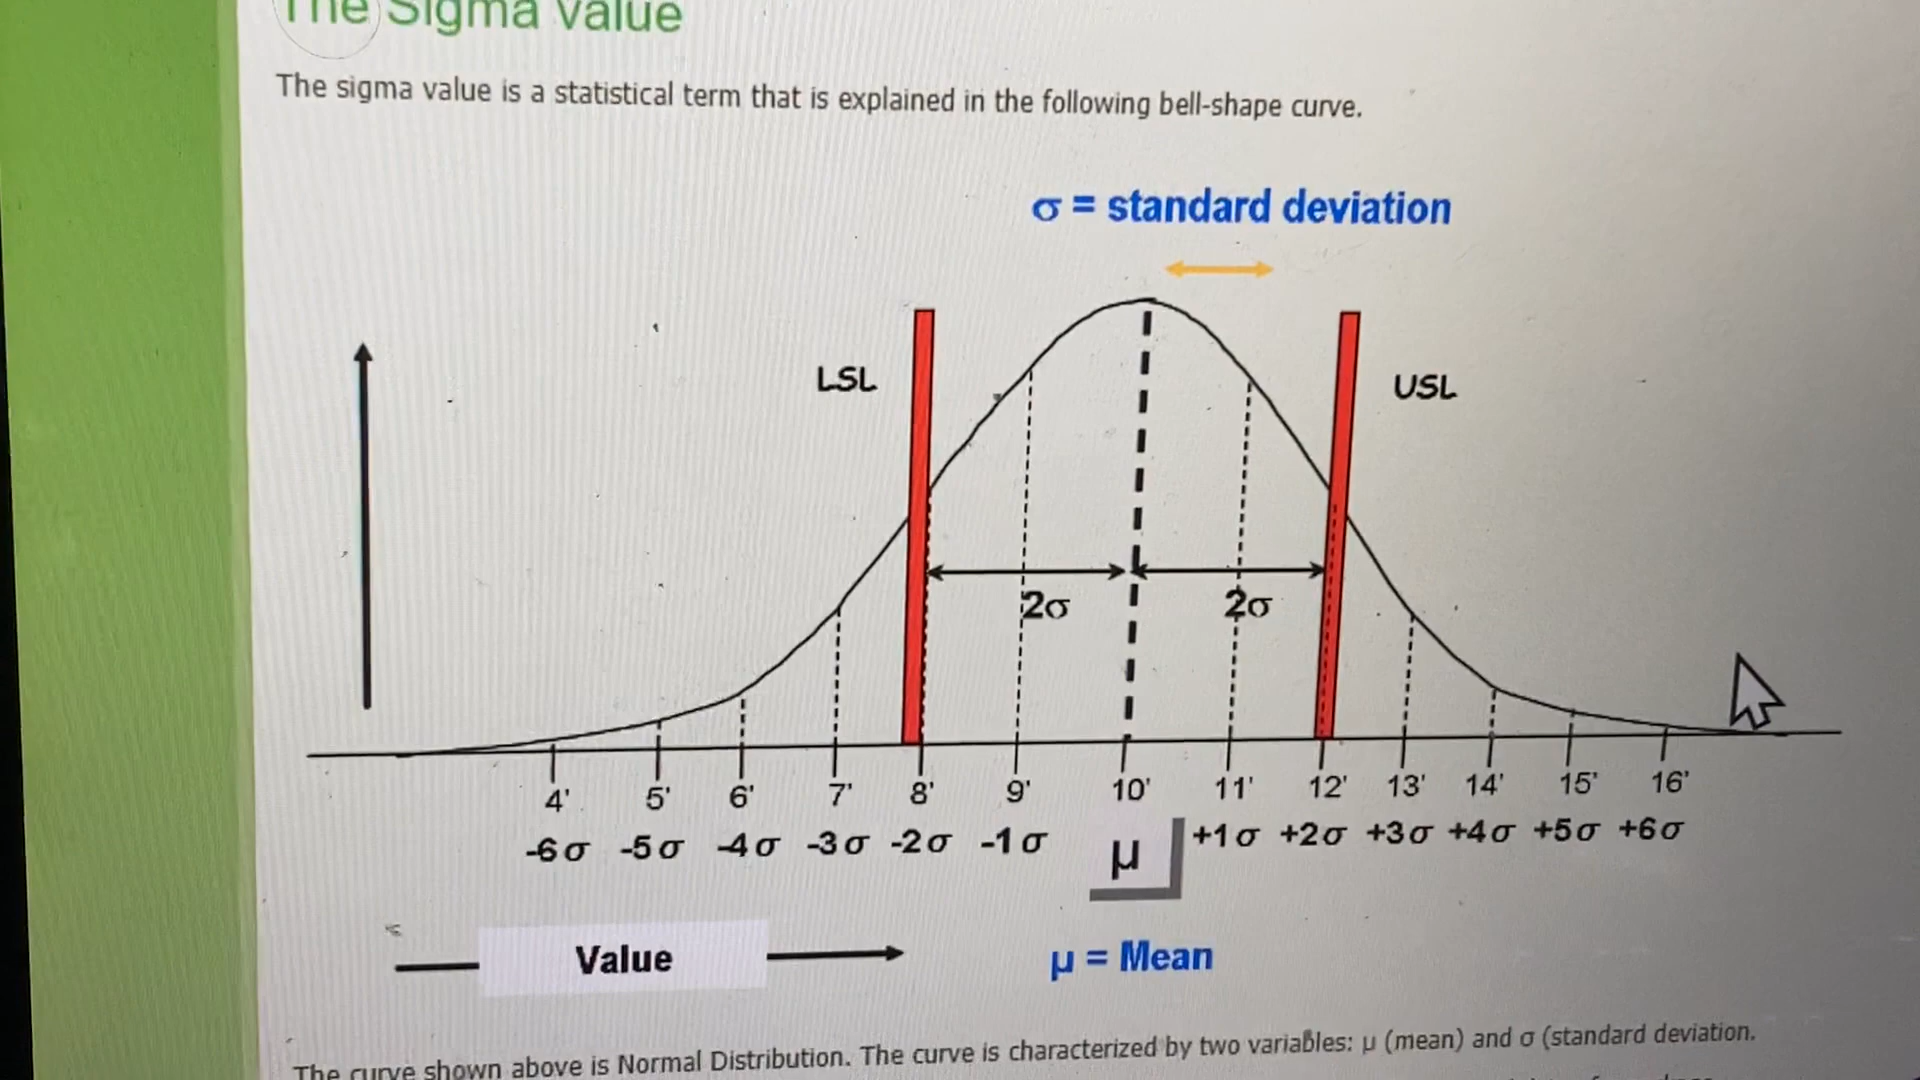 The Sigma Value
The sigma value is a statistical term that is explained in the following bell-shape curve.
σ = standard deviation
LSL
USL
2σ 2σ
4' 5' 6' 7' 8' 9' 10' 11' 12' 13' 14' 15' 16'
-6σ -5σ -4σ -3σ -2σ -1σ μ +1σ +2σ +3σ +4σ +5σ +6σ
Value
μ = Mean
The curve shown above is Normal Distribution. The curve is characterized by two variables: μ (mean) and σ (standard deviation.